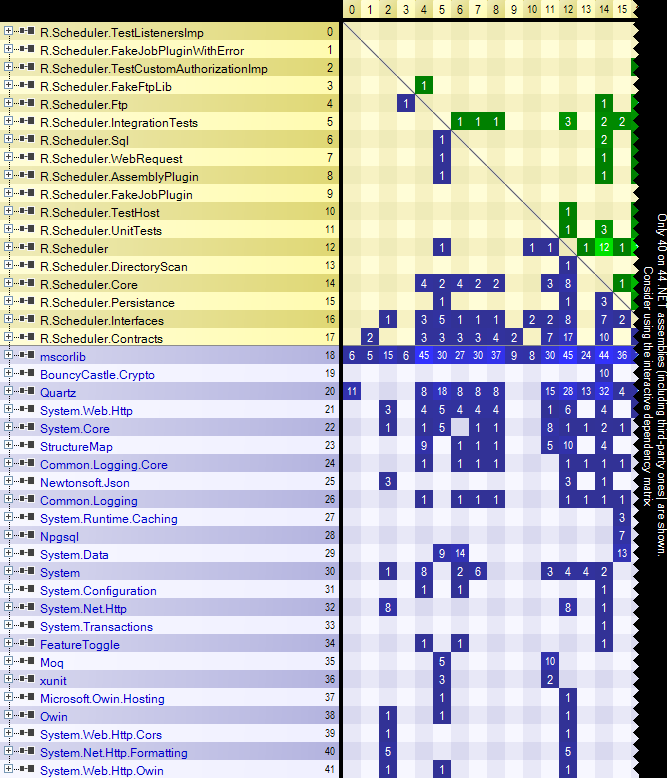 0 1 2 3 4 5 6 7 8 9 10 11 12 13 14 15
R.Scheduler.TestListenersImp 0
R.Scheduler.FakeJobPluginWithError 1
R.Scheduler.TestCustomAuthorizationImp 2
R.Scheduler.FakeFtpLib 3 1
R.Scheduler.Ftp 4 1 1
R.Scheduler.IntegrationTests 5 1 1 1 3 2 2
R.Scheduler.Sql 6 1 2
R.Scheduler.WebRequest 7 1 1
R.Scheduler.AssemblyPlugin 8 1 1
R.Scheduler.FakeJobPlugin 9
R.Scheduler.TestHost 10 1
R.Scheduler.UnitTests 11 1 3
R.Scheduler 12 1 1 1 1 12 1
R.Scheduler.DirectoryScan 13 1
R.Scheduler.Core 14 4 2 4 2 2 3 8 1
R.Scheduler.Persistance 15 1 1 3
R.Scheduler.Interfaces 16 1 3 5 1 1 1 2 2 8 7 2
R.Scheduler.Contracts 17 2 3 3 3 3 4 2 7 17 10
mscorlib 18 6 5 15 6 45 30 27 30 37 9 8 30 45 24 44 36
BouncyCastle.Crypto 19 10
Quartz 20 11 8 18 8 8 8 15 28 13 32 4
System.Web.Http 21 3 4 5 4 4 4 1 6 4
System.Core 22 1 1 5 1 1 1 8 1 1 2 1
StructureMap 23 9 1 1 1 5 10 4
Common.Logging.Core 24 1 1 1 1 1 1 1 1
Newtonsoft.Json 25 3 3 1
Common.Logging 26 1 1 1 1 1 1 1 1
System.Runtime.Caching 27 3
Npgsql 28 7
System.Data 29 9 14 13
System 30 1 8 2 6 3 4 4 2
System.Configuration 31 1 1 1
System.Net.Http 32 8 8 1
System.Transactions 33 1
FeatureToggle 34 1 1 1
Moq 35 5 10
xunit 36 3 2
Microsoft.Owin.Hosting 37 1 1
Owin 38 1 1 1
System.Web.Http.Cors 39 1 1
System.Net.Http.Formatting 40 5 5
System.Web.Http.Owin 41 1 1 1
Only 40 on 44 .NET assemblies (including third-party ones) are shown.
Consider using the interactive dependency matrix